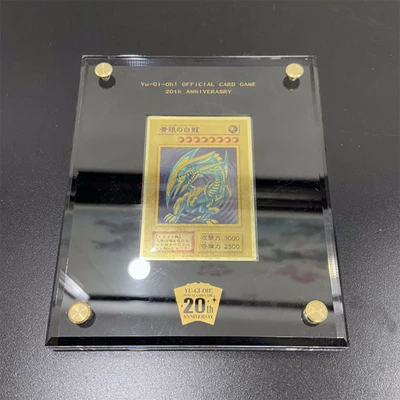 Yu-Gi-Oh! OFFICIAL CARD GAME
20th ANNIVERSARY
青眼の白龍
攻撃力 3000
守備力 2500
YU-GI-OH!
20th
ANNIVERSARY